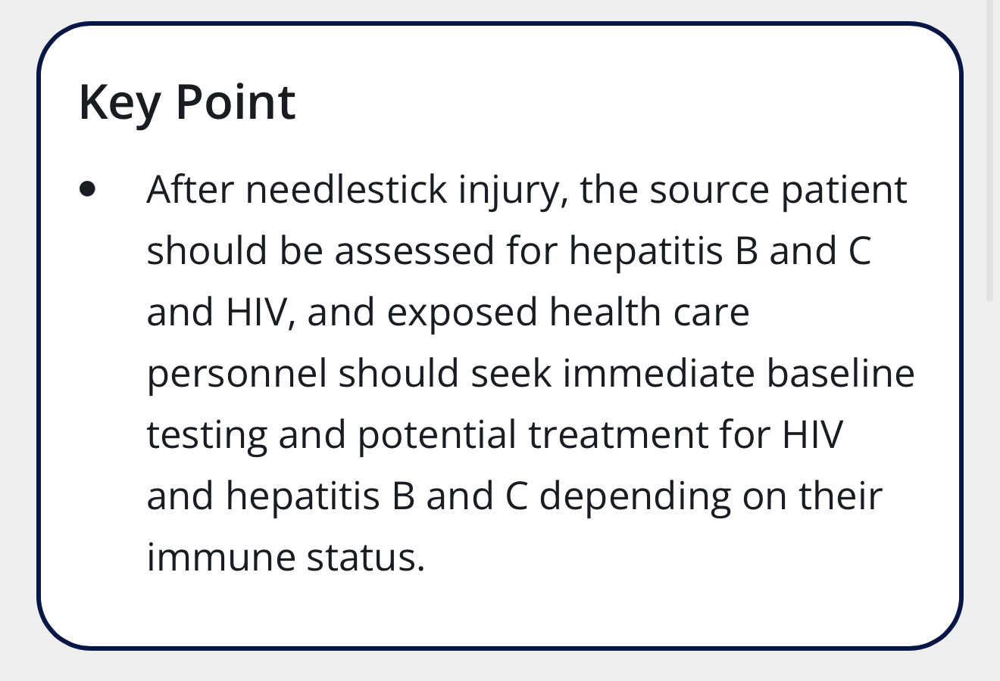 Key Point
• After needlestick injury, the source patient
should be assessed for hepatitis B and C
and HIV, and exposed health care
personnel should seek immediate baseline
testing and potential treatment for HIV
and hepatitis B and C depending on their
immune status.